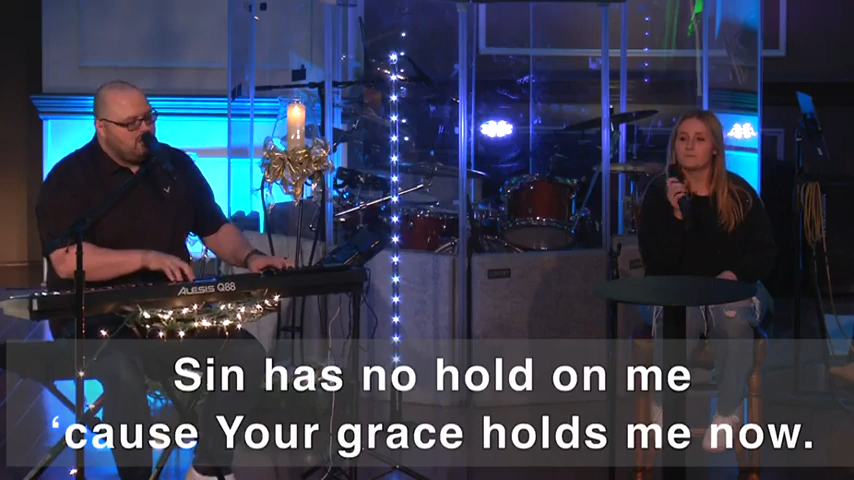 ALESIS Q88
Sin has no hold on me
‘cause Your grace holds me now.